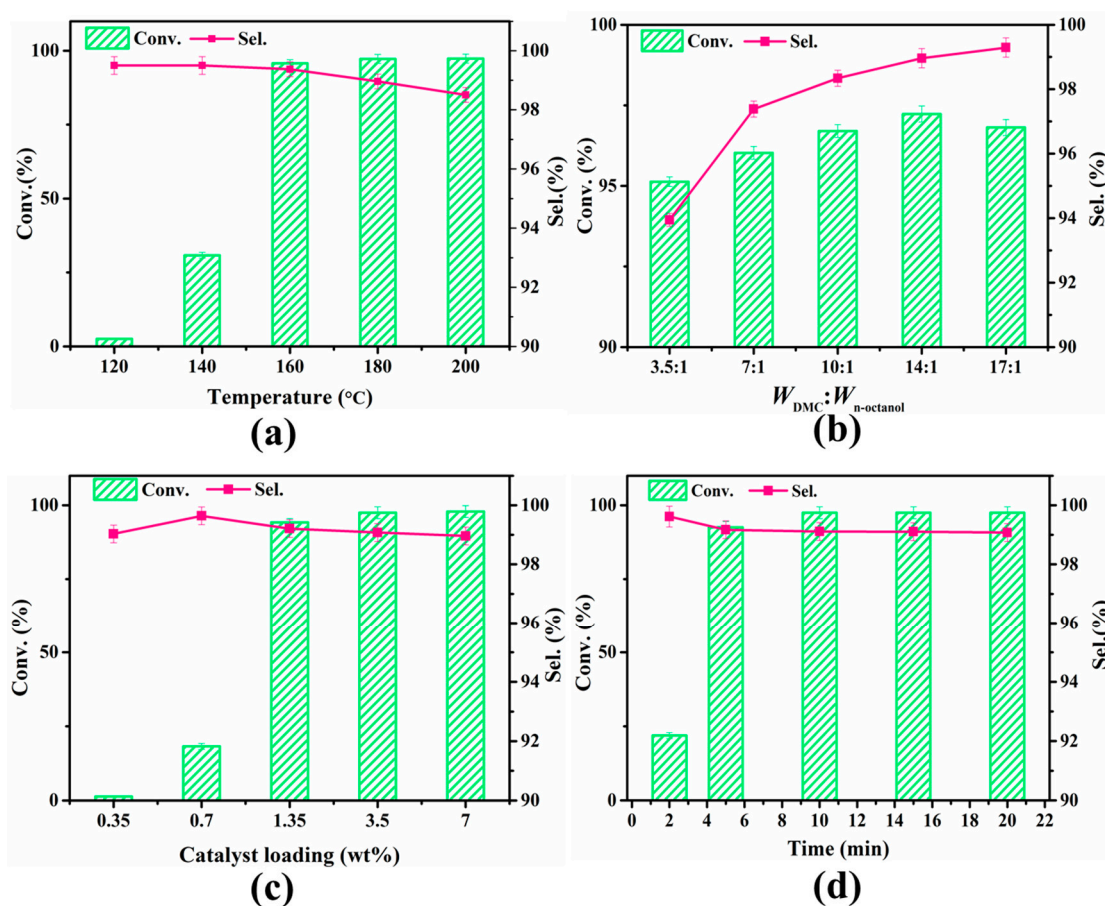 Conv. Sel.
100
50
0
Conv.(%)
100
98
96
94
92
90
Sel.(%)
120 140 160 180 200
Temperature (°C)
(a)
Conv. Sel.
100
95
90
Conv. (%)
100
98
96
94
92
90
Sel. (%)
3.5:1 7:1 10:1 14:1 17:1
W_DMC:W_n-octanol
(b)
Conv. Sel.
100
50
0
Conv. (%)
100
98
96
94
92
90
Sel.(%)
0.35 0.7 1.35 3.5 7
Catalyst loading (wt%)
(c)
Conv. Sel.
100
50
0
Conv. (%)
100
98
96
94
92
90
Sel.(%)
0 2 4 6 8 10 12 14 16 18 20 22
Time (min)
(d)